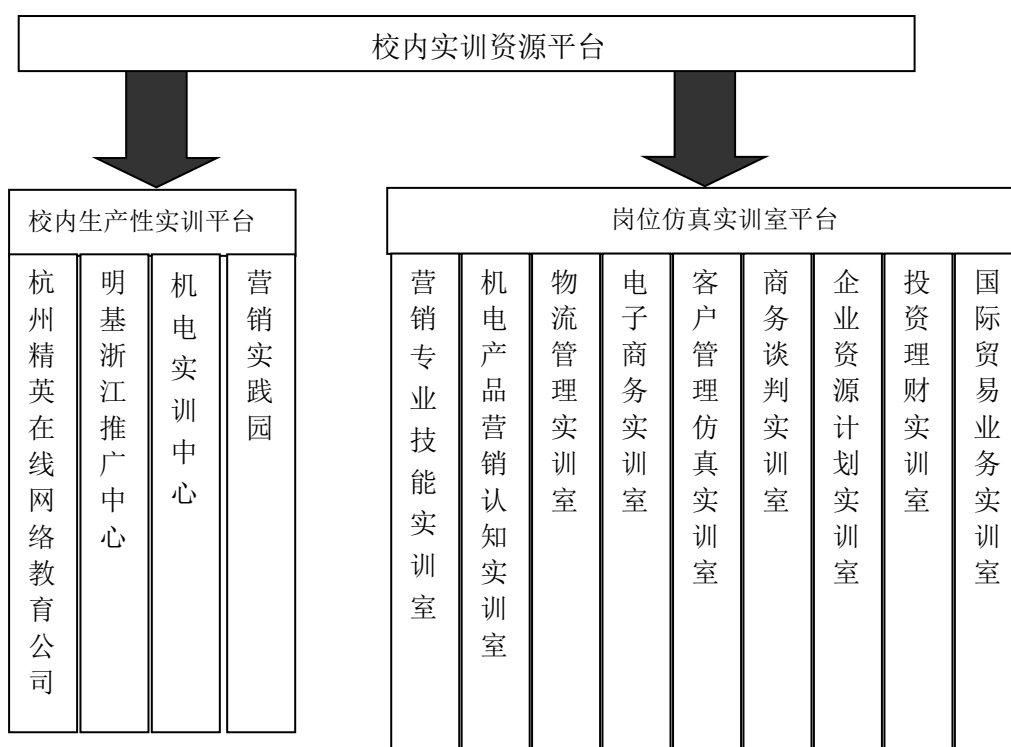 校内实训资源平台
校内生产性实训平台
岗位仿真实训室平台
杭州精英在线网络教育公司
明基浙江推广中心
机电实训中心
营销实践园
营销专业技能实训室
机电产品营销认知实训室
物流管理实训室
电子商务实训室
客户管理仿真实训室
商务谈判实训室
企业资源计划实训室
投资理财实训室
国际贸易业务实训室